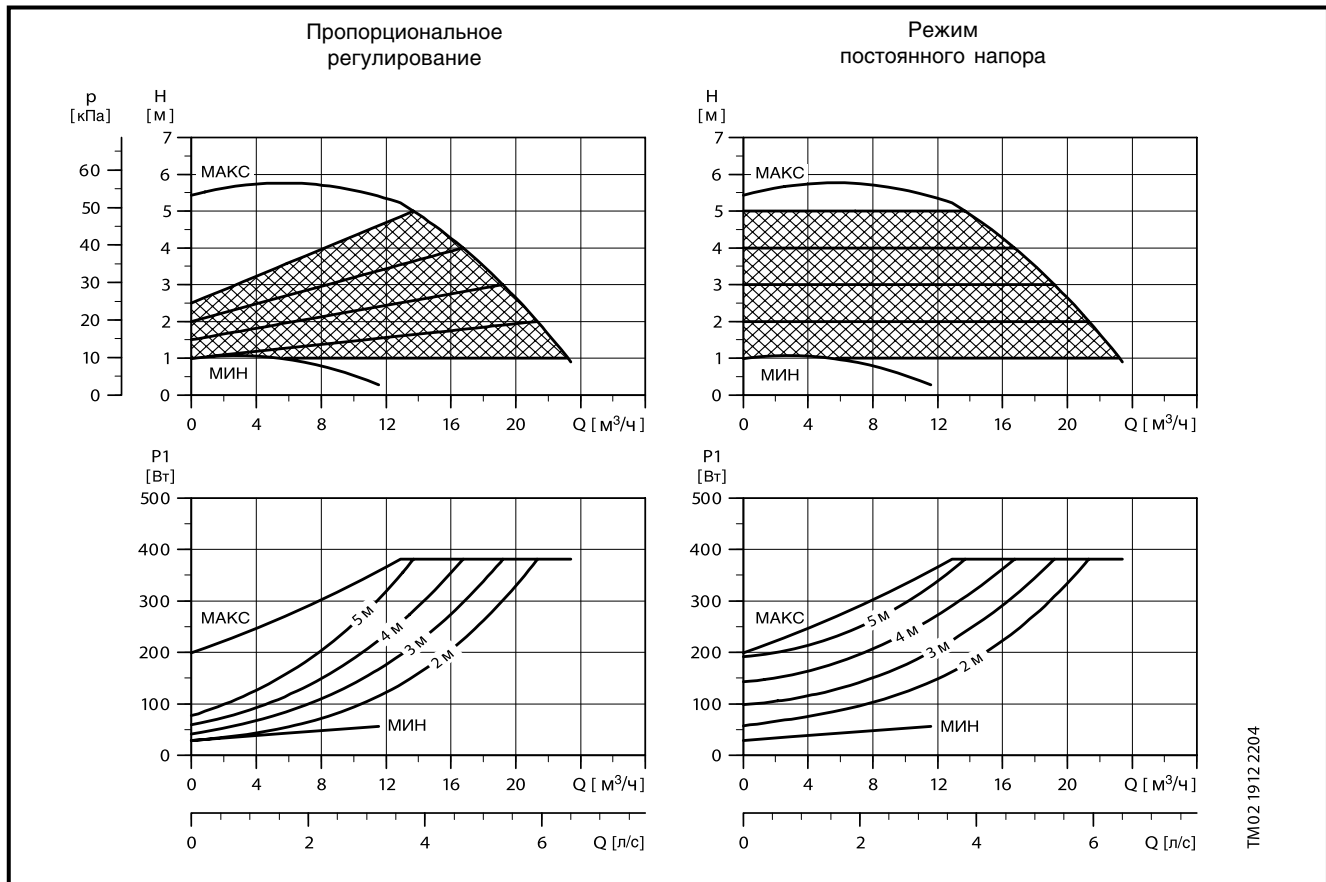 Пропорциональное
регулирование
Режим
постоянного напора
p
[кПа]
H
[м]
60
50
40
30
20
10
0
7
6
5
4
3
2
1
0
МАКС
МИН
0 4 8 12 16 20 Q [м³/ч]
H
[м]
7
6
5
4
3
2
1
0
МАКС
МИН
0 4 8 12 16 20 Q [м³/ч]
P1
[Вт]
500
400
300
200
100
0
МАКС
5 м
4 м
3 м
2 м
МИН
0 4 8 12 16 20 Q [м³/ч]
0 2 4 6 Q [л/с]
P1
[Вт]
500
400
300
200
100
0
МАКС
5 м
4 м
3 м
2 м
МИН
0 4 8 12 16 20 Q [м³/ч]
0 2 4 6 Q [л/с]
TM02 1912 2204